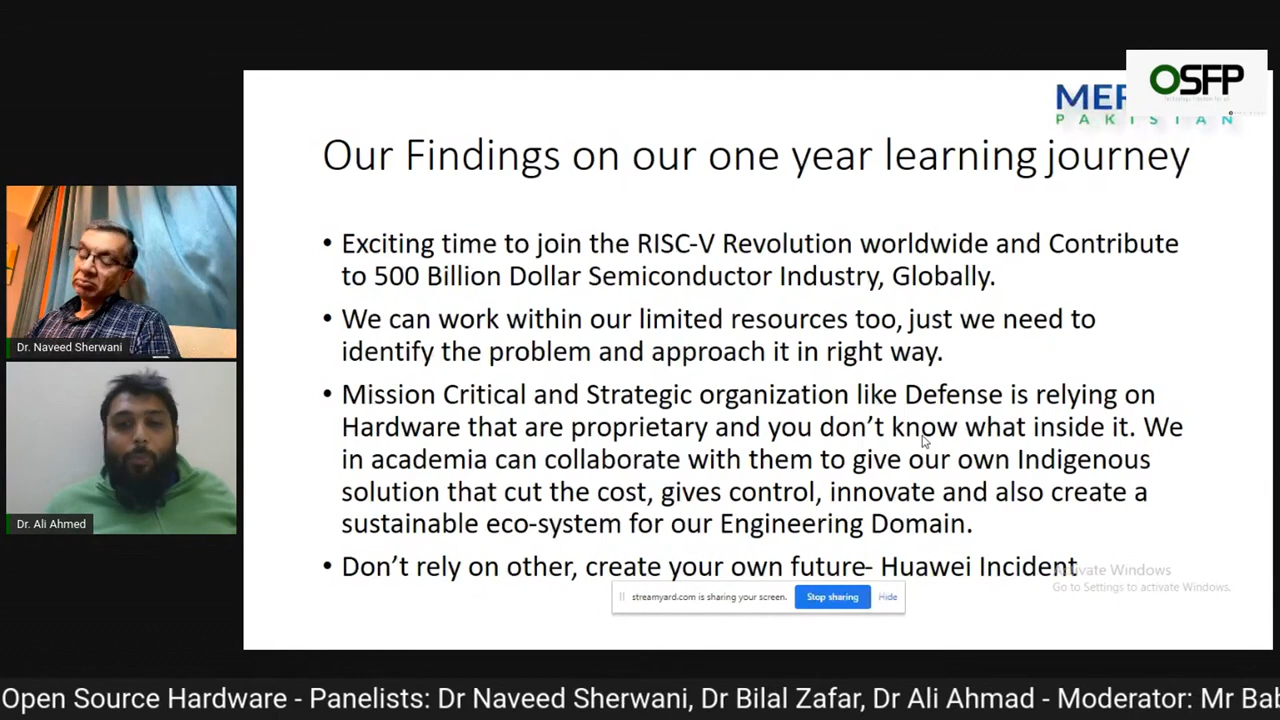 OSFP
MER
PAKISTAN
Our Findings on our one year learning journey
• Exciting time to join the RISC-V Revolution worldwide and Contribute
to 500 Billion Dollar Semiconductor Industry, Globally.
• We can work within our limited resources too, just we need to
identify the problem and approach it in right way.
• Mission Critical and Strategic organization like Defense is relying on
Hardware that are proprietary and you don’t know what inside it. We
in academia can collaborate with them to give our own Indigenous
solution that cut the cost, gives control, innovate and also create a
sustainable eco-system for our Engineering Domain.
• Don’t rely on other, create your own future- Huawei Incident
Activate Windows
Go to Settings to activate Windows.
streamyard.com is sharing your screen. Stop sharing Hide
Dr. Naveed Sherwani
Dr. Ali Ahmed
Open Source Hardware - Panelists: Dr Naveed Sherwani, Dr Bilal Zafar, Dr Ali Ahmad - Moderator: Mr Bab